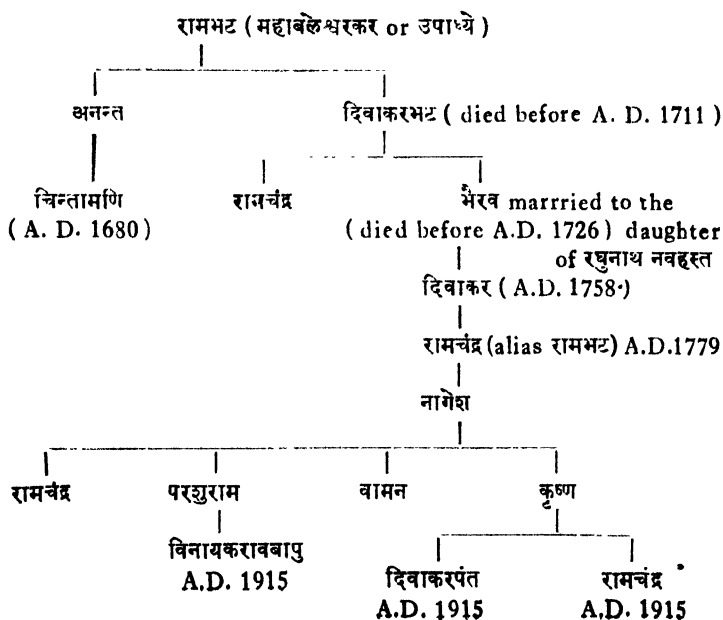 रामभट ( महाबळेश्वरकर or उपाध्ये )
अनन्त दिवाकरभट ( died before A. D. 1711 )
चिन्तामणि रामचंद्र भैरव marrried to the
( A. D. 1680 ) (died before A.D. 1726) daughter
of रघुनाथ नवहस्त
दिवाकर ( A.D. 1758 )
रामचंद्र (alias रामभट) A.D.1779
नागेश
रामचंद्र परशुराम वामन कृष्ण
विनायकरावबापु दिवाकरपंत रामचंद्र
A.D. 1915 A.D. 1915 A.D. 1915